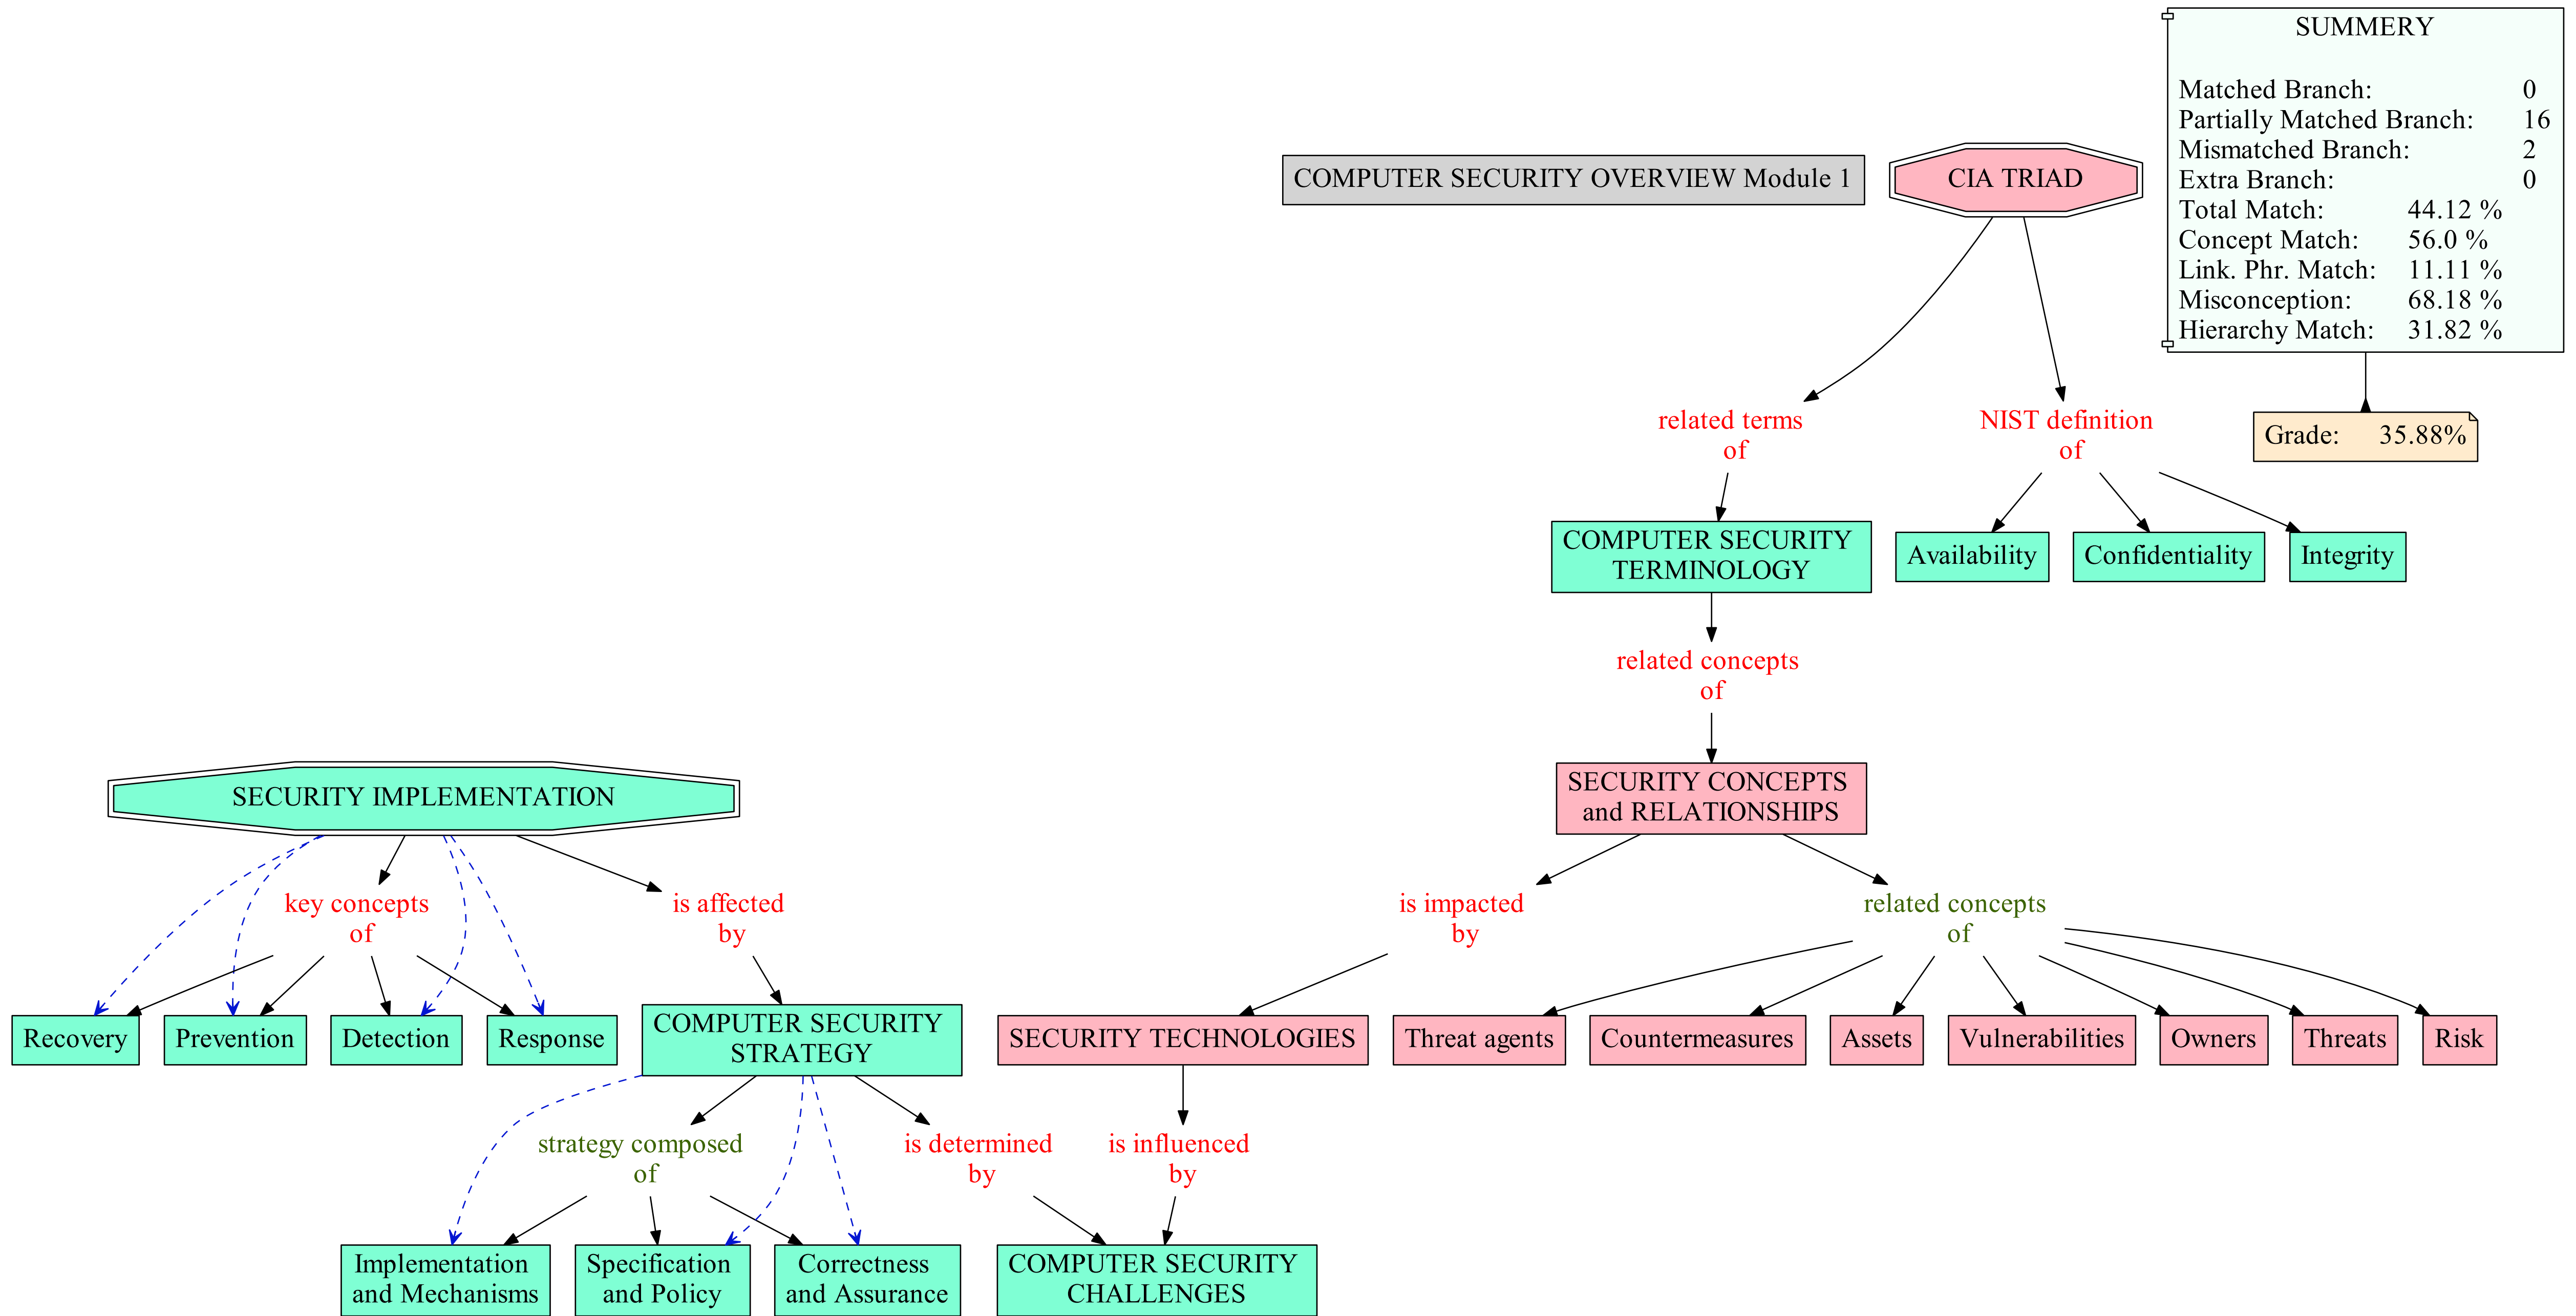 SUMMERY
Matched Branch: 0
Partially Matched Branch: 16
Mismatched Branch: 2
Extra Branch: 0
Total Match: 44.12 %
Concept Match: 56.0 %
Link. Phr. Match: 11.11 %
Misconception: 68.18 %
Hierarchy Match: 31.82 %
COMPUTER SECURITY OVERVIEW Module 1
CIA TRIAD
Grade: 35.88%
related terms
of
NIST definition
of
COMPUTER SECURITY
TERMINOLOGY
Availability
Confidentiality
Integrity
related concepts
of
SECURITY IMPLEMENTATION
SECURITY CONCEPTS
and RELATIONSHIPS
key concepts
of
is affected
by
is impacted
by
related concepts
of
Recovery
Prevention
Detection
Response
COMPUTER SECURITY
STRATEGY
SECURITY TECHNOLOGIES
Threat agents
Countermeasures
Assets
Vulnerabilities
Owners
Threats
Risk
strategy composed
of
is determined
by
is influenced
by
Implementation
and Mechanisms
Specification
and Policy
Correctness
and Assurance
COMPUTER SECURITY
CHALLENGES